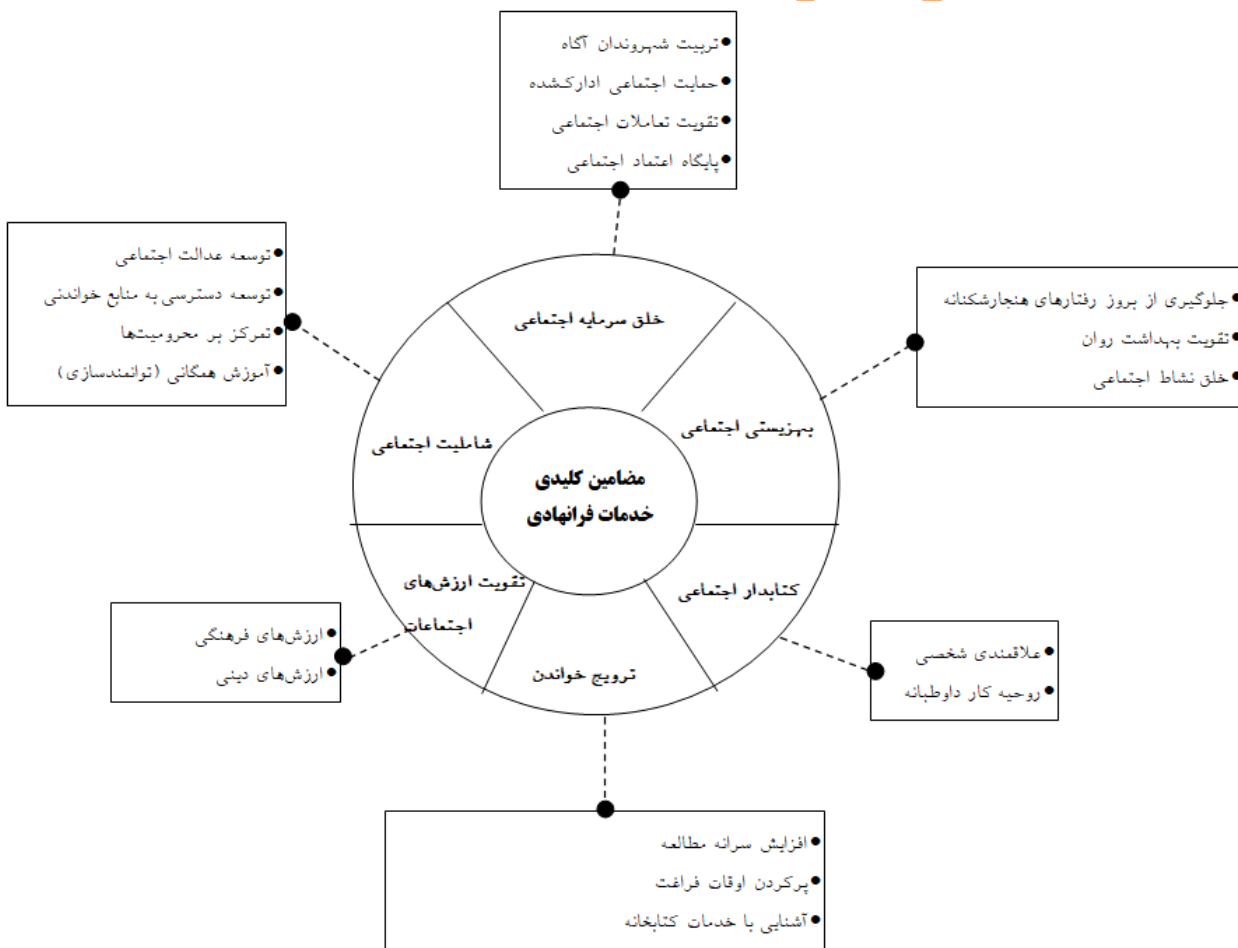 تربیت شهروندان آگاه
حمایت اجتماعی ادارک‌شده
تقویت تعاملات اجتماعی
پایگاه اعتماد اجتماعی
توسعه عدالت اجتماعی
توسعه دسترسی به منابع خواندنی
تمرکز بر محرومیت‌ها
آموزش همگانی (توانمندسازی)
جلوگیری از بروز رفتارهای هنجارشکنانه
تقویت بهداشت روان
خلق نشاط اجتماعی
خلق سرمایه اجتماعی
بهزیستی اجتماعی
شاملیت اجتماعی
مضامین کلیدی
خدمات فرانهادی
تقویت ارزش‌های
اجتماعات
ترویج خواندن
کتابدار اجتماعی
ارزش‌های فرهنگی
ارزش‌های دینی
علاقمندی شخصی
روحیه کار داوطبانه
افزایش سرانه مطالعه
پرکردن اوقات فراغت
آشنایی با خدمات کتابخانه